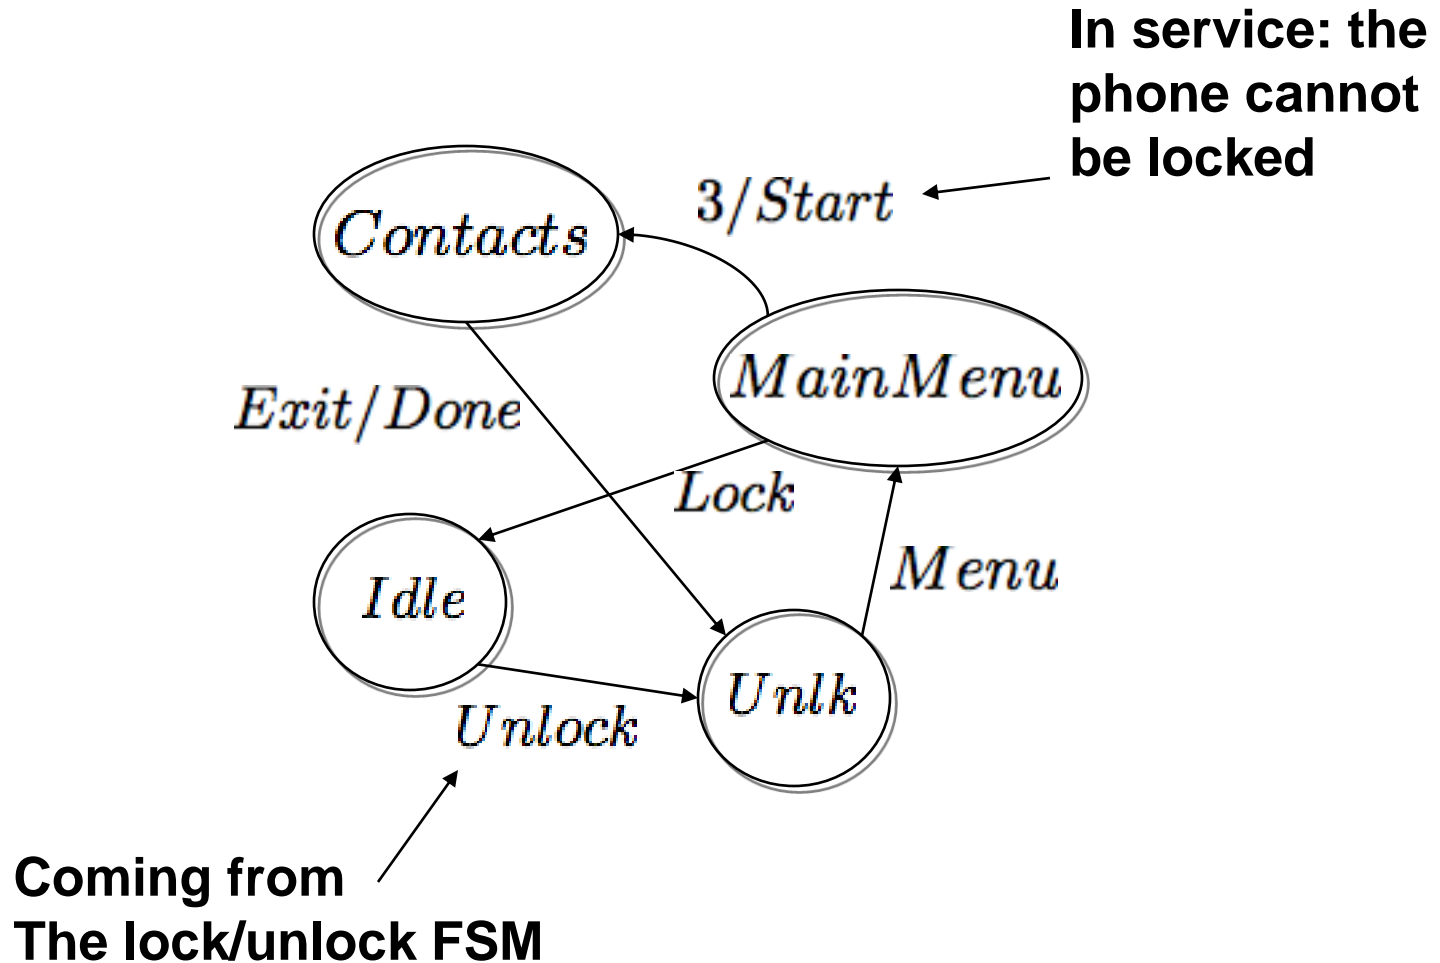 In service: the
phone cannot
be locked
3/Start
Contacts
MainMenu
Exit/Done
Lock
Menu
Idle
Unlk
Unlock
Coming from
The lock/unlock FSM